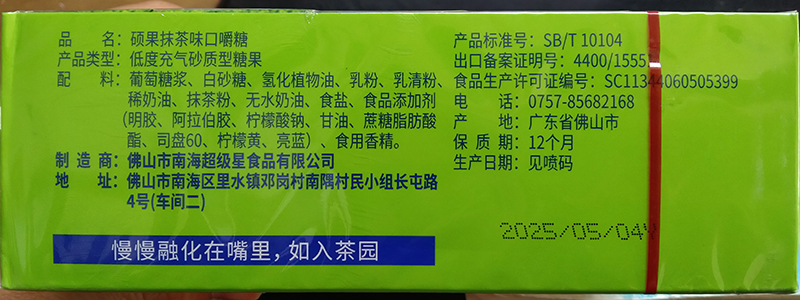 品　　名：硕果抹茶味口嚼糖
产品类型：低度充气砂质型糖果
配　　料：葡萄糖浆、白砂糖、氢化植物油、乳粉、乳清粉、
稀奶油、抹茶粉、无水奶油、食盐、食品添加剂
（明胶、阿拉伯胶、柠檬酸钠、甘油、蔗糖脂肪酸
酯、司盘60、柠檬黄、亮蓝）、食用香精。
制 造 商：佛山市南海超级星食品有限公司
地　　址：佛山市南海区里水镇邓岗村南隅村民小组长屯路
4号(车间二)
慢慢融化在嘴里，如入茶园
产品标准号：SB/T 10104
出口备案证明号：4400/15551
食品生产许可证编号：SC11344060505399
电　　话：0757-85682168
产　　地：广东省佛山市
保 质 期：12个月
生产日期：见喷码
2025/05/04Y